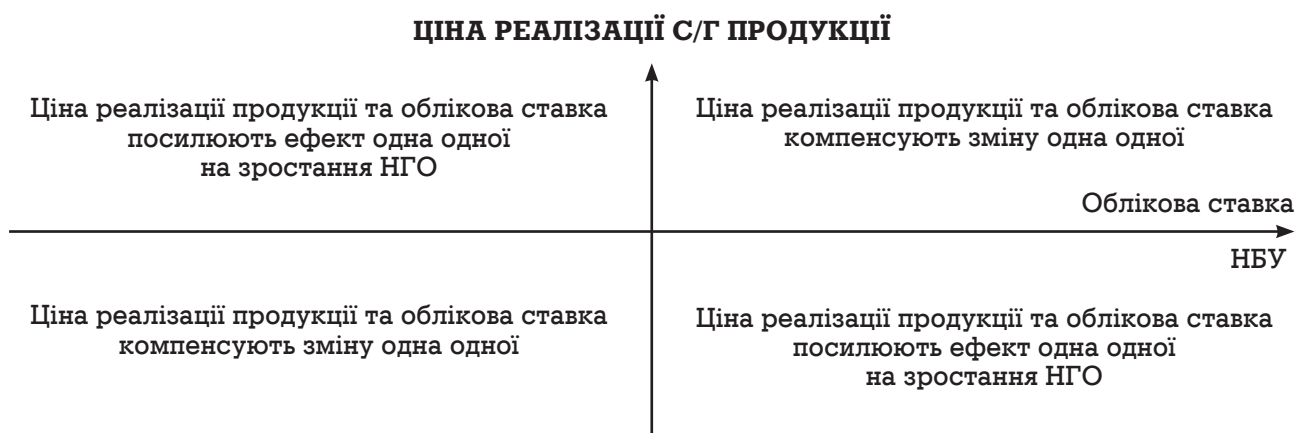 ЦІНА РЕАЛІЗАЦІЇ С/Г ПРОДУКЦІЇ
Ціна реалізації продукції та облікова ставка
посилюють ефект одна одної
на зростання НГО
Ціна реалізації продукції та облікова ставка
компенсують зміну одна одної
Облікова ставка
НБУ
Ціна реалізації продукції та облікова ставка
компенсують зміну одна одної
Ціна реалізації продукції та облікова ставка
посилюють ефект одна одної
на зростання НГО